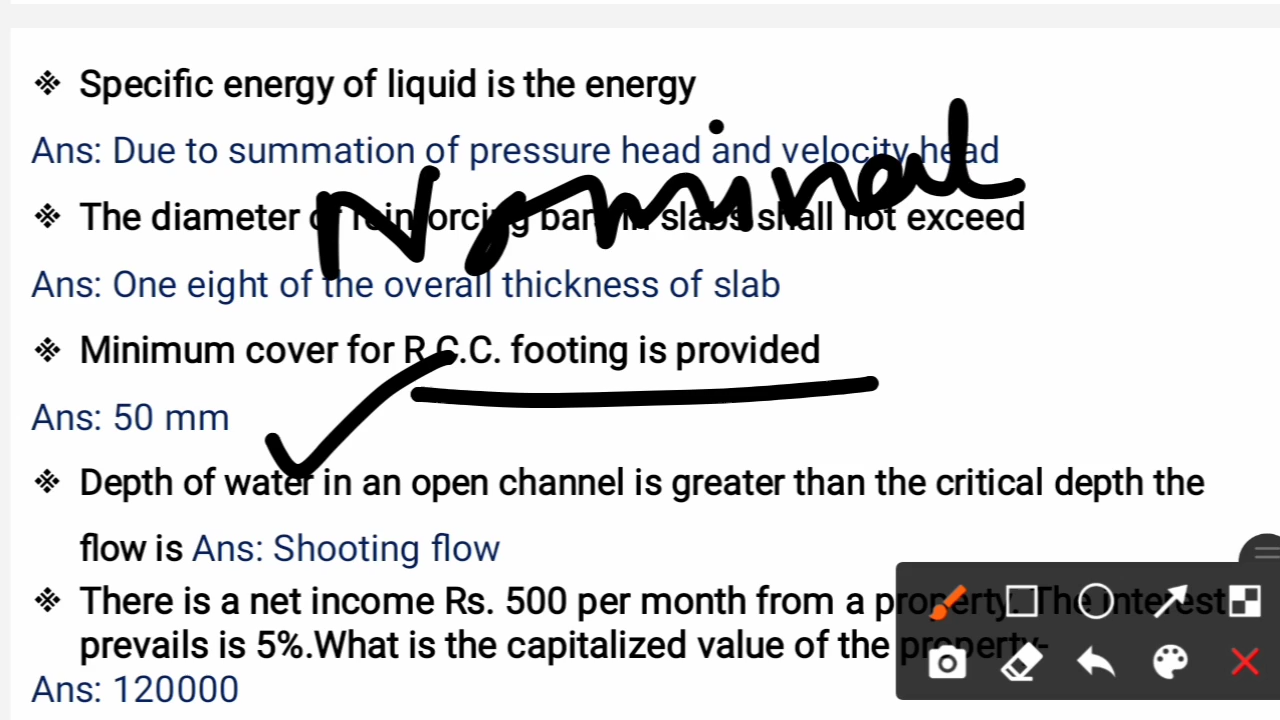 ❖ Specific energy of liquid is the energy
Ans: Due to summation of pressure head and velocity head
Nominal
❖ The diameter of reinforcing bars in slabs shall not exceed
Ans: One eight of the overall thickness of slab
❖ Minimum cover for R.C.C. footing is provided
Ans: 50 mm
❖ Depth of water in an open channel is greater than the critical depth the
flow is Ans: Shooting flow
❖ There is a net income Rs. 500 per month from a property. The interest
prevails is 5%.What is the capitalized value of the property-
Ans: 120000